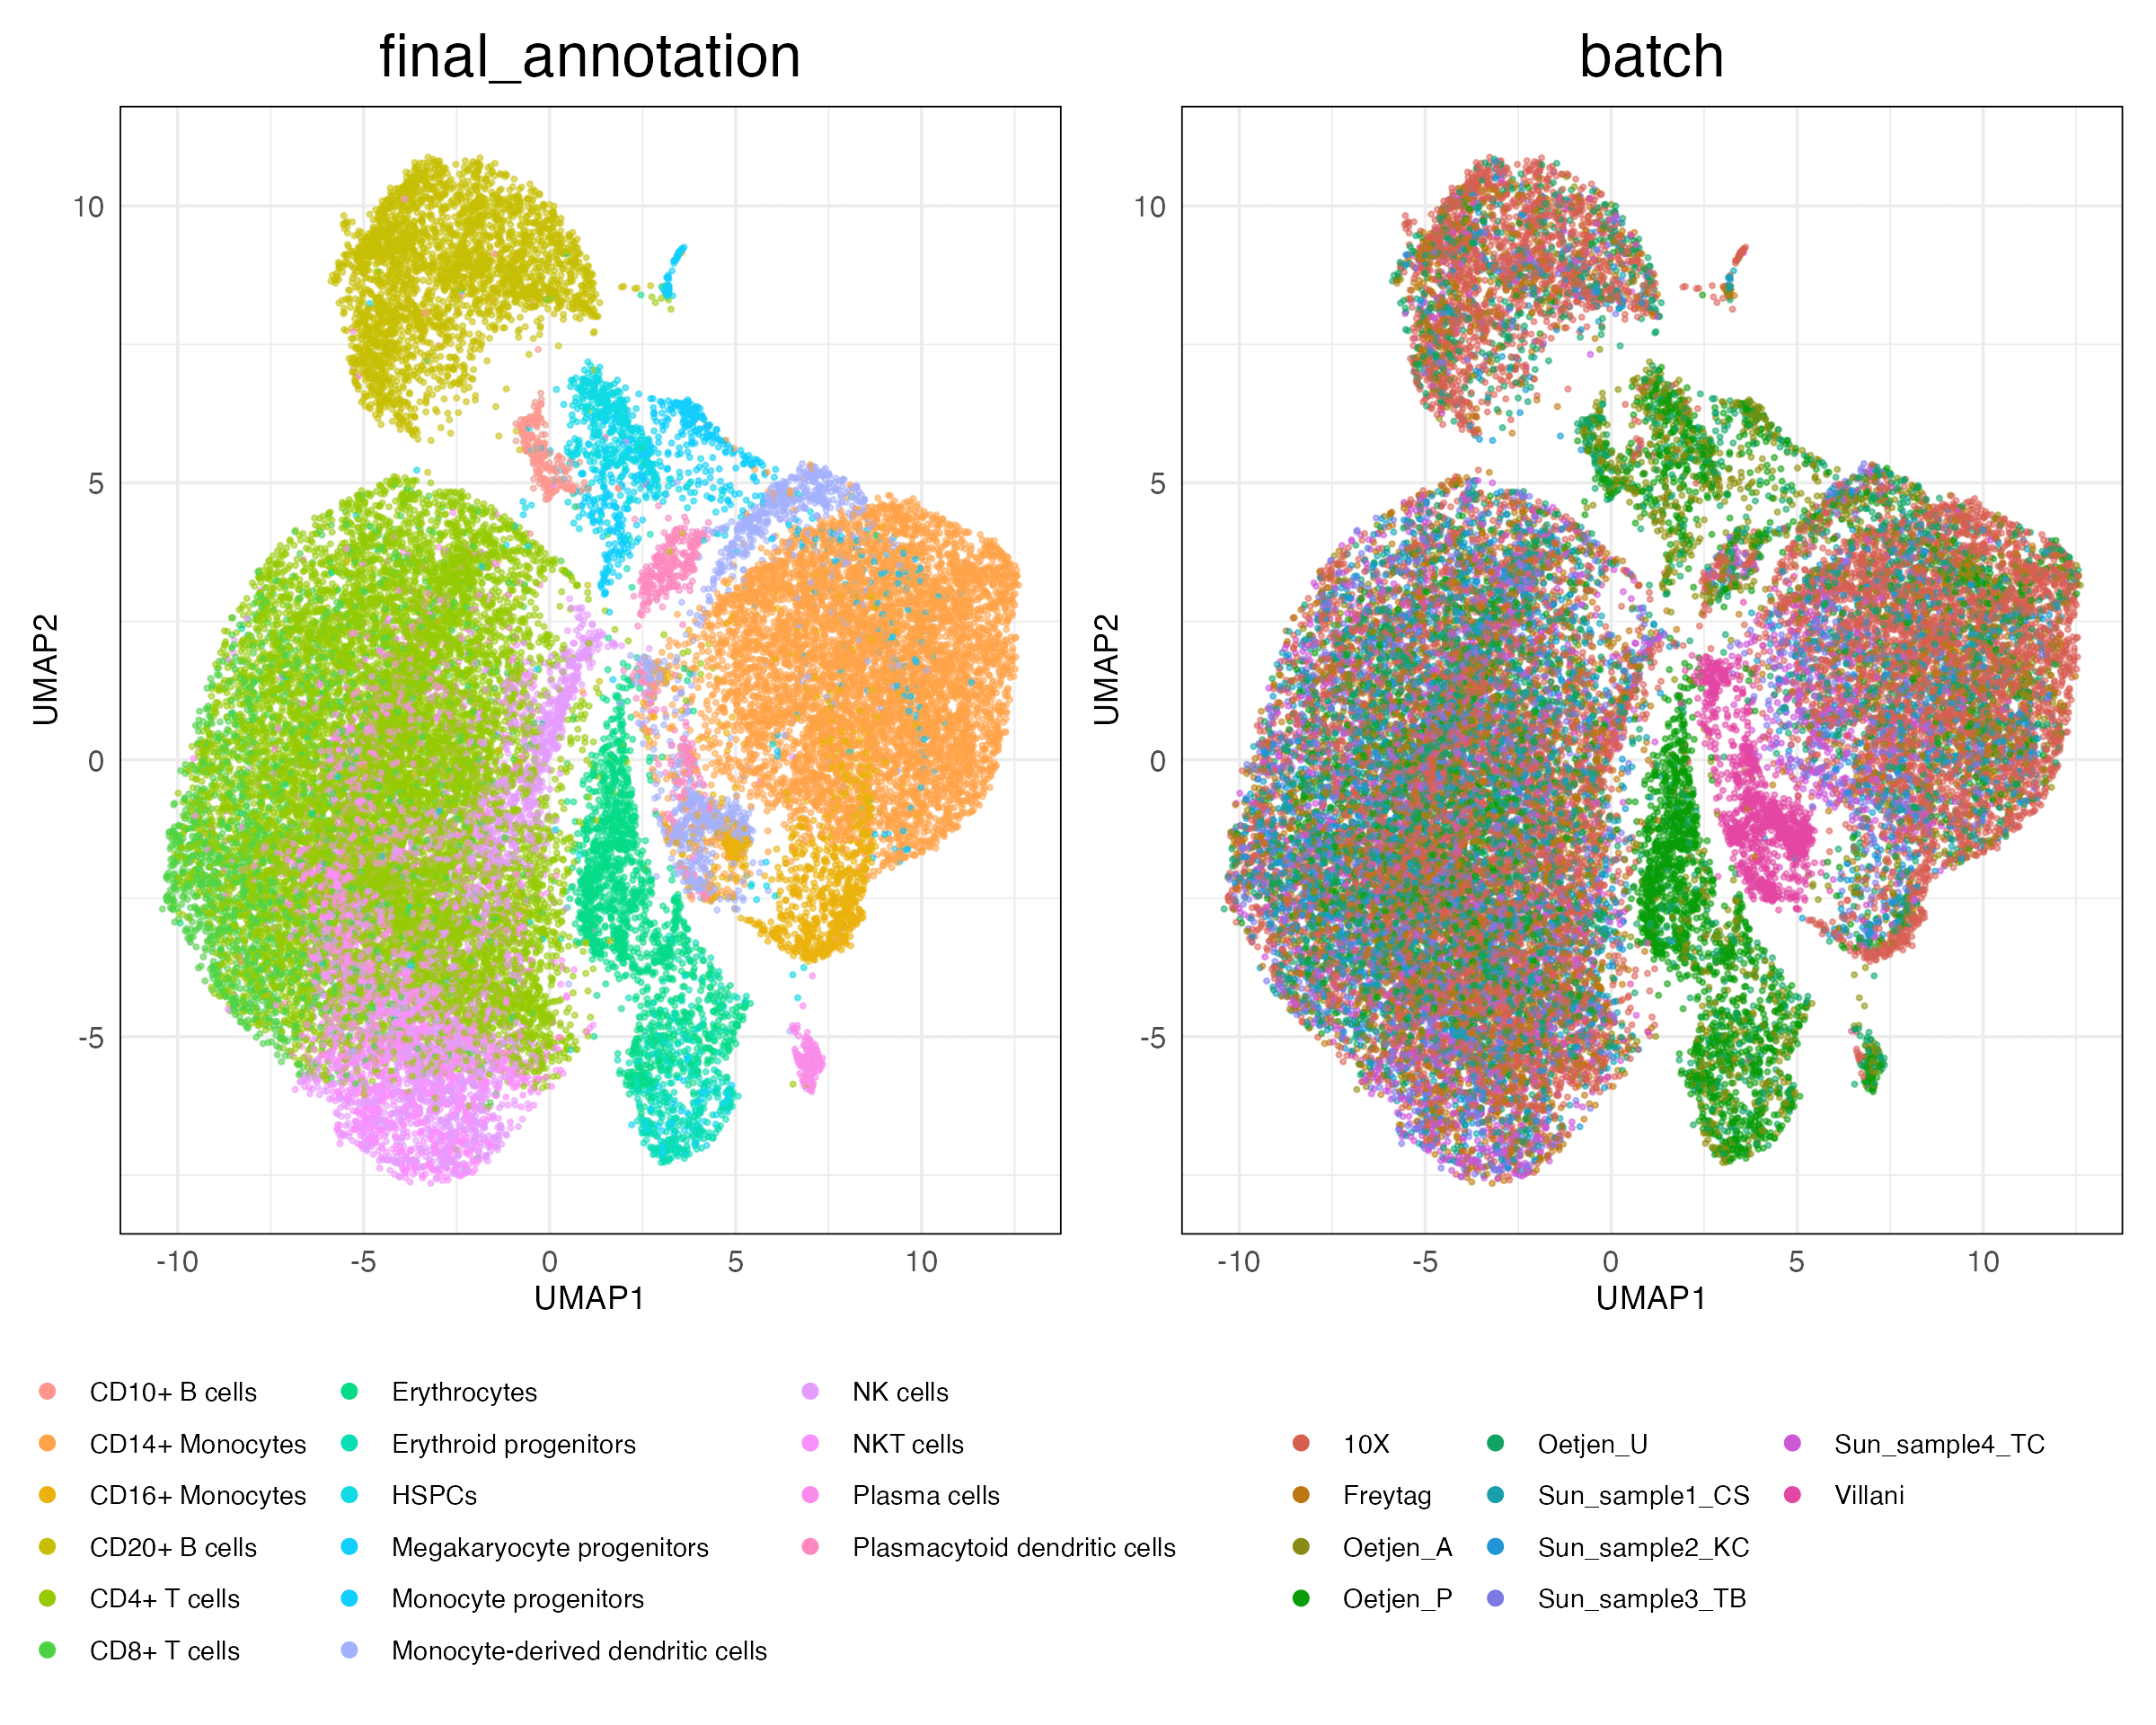 final_annotation
batch
UMAP2
10
5
0
-5
-10
-5
0
5
10
UMAP1
UMAP2
10
5
0
-5
-10
-5
0
5
10
UMAP1
CD10+ B cells
CD14+ Monocytes
CD16+ Monocytes
CD20+ B cells
CD4+ T cells
CD8+ T cells
Erythrocytes
Erythroid progenitors
HSPCs
Megakaryocyte progenitors
Monocyte progenitors
Monocyte-derived dendritic cells
NK cells
NKT cells
Plasma cells
Plasmacytoid dendritic cells
10X
Freytag
Oetjen_A
Oetjen_P
Oetjen_U
Sun_sample1_CS
Sun_sample2_KC
Sun_sample3_TB
Sun_sample4_TC
Villani